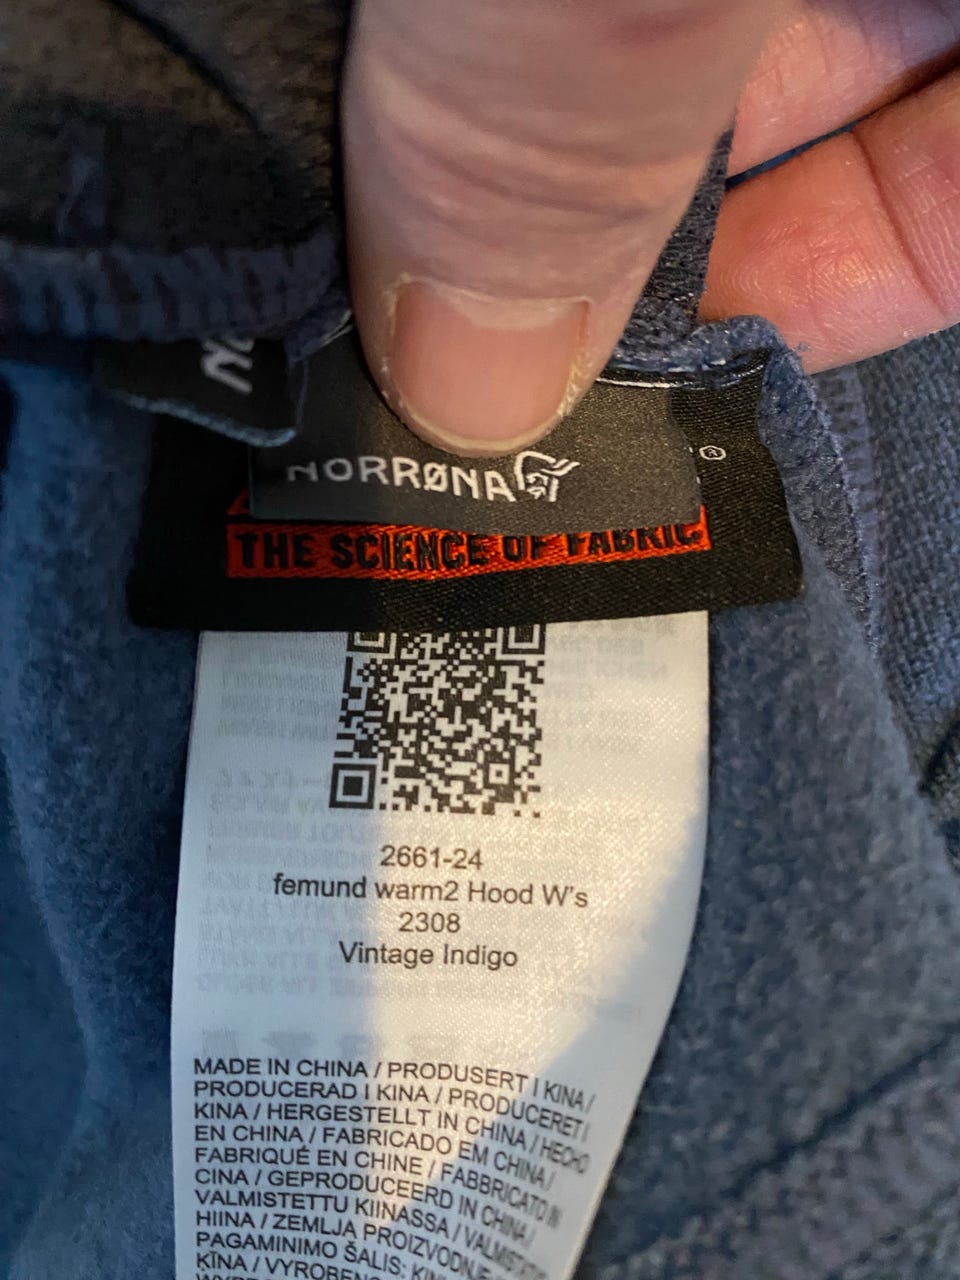 NORRØNA
®
THE SCIENCE OF FABRIC
2661-24
femund warm2 Hood W's
2308
Vintage Indigo
MADE IN CHINA / PRODUSERT I KINA /
PRODUCERAD I KINA / PRODUCERET I
KINA / HERGESTELLT IN CHINA / HECHO
EN CHINA / FABRICADO EM CHINA /
FABRIQUÉ EN CHINE / FABBRICATO IN
CINA / GEPRODUCEERD IN CHINA /
VALMISTETTU KIINASSA /
HIINA / ZEMLJA PROIZVODNJE
PAGAMINIMO ŠALIS:
ĶĪNA /